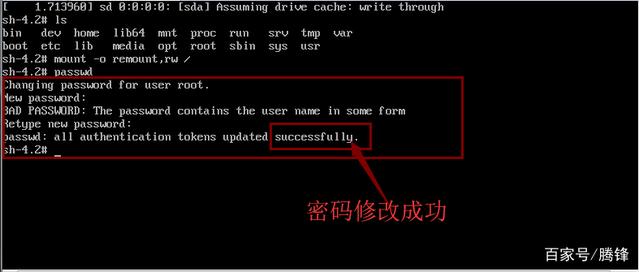 [    1.713960] sd 0:0:0:0: [sda] Assuming drive cache: write through
sh-4.2# ls
bin   dev  home  lib64  mnt  proc  run   srv  tmp  var
boot  etc  lib   media  opt  root  sbin  sys  usr
sh-4.2# mount -o remount,rw /
sh-4.2# passwd
Changing password for user root.
New password:
BAD PASSWORD: The password contains the user name in some form
Retype new password:
passwd: all authentication tokens updated successfully.
sh-4.2# _
密码修改成功
百家号/腾锋